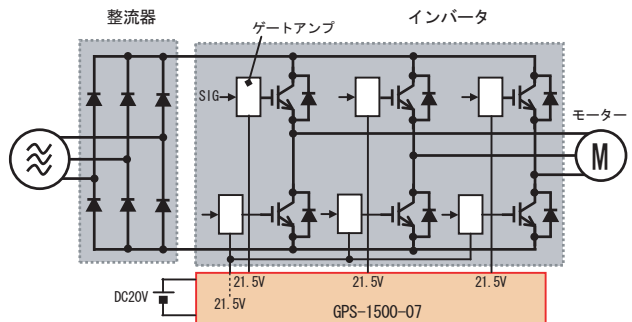 整流器
インバータ
ゲートアンプ
SIG
モーター
M
21.5V
21.5V
21.5V
DC20V
21.5V
GPS-1500-07